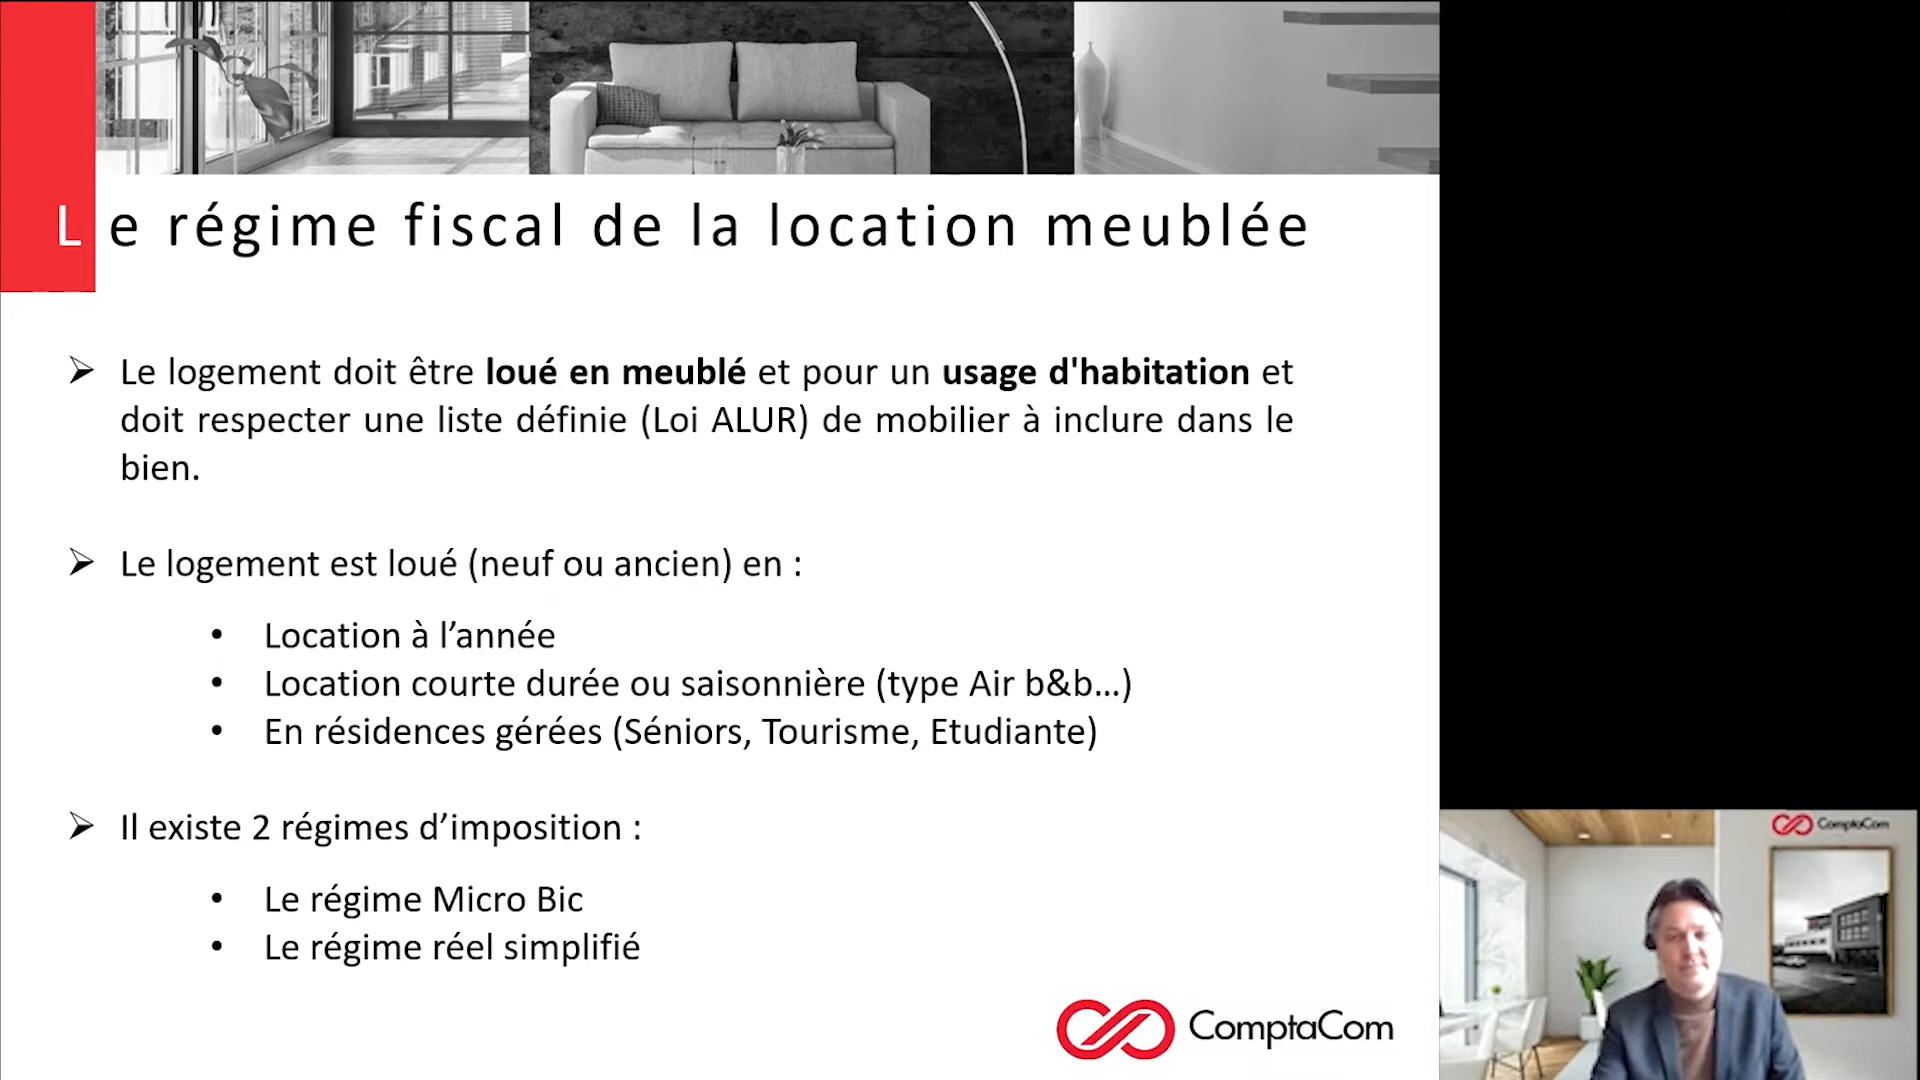 Le régime fiscal de la location meublée
➢ Le logement doit être loué en meublé et pour un usage d'habitation et
doit respecter une liste définie (Loi ALUR) de mobilier à inclure dans le
bien.
➢ Le logement est loué (neuf ou ancien) en :
• Location à l’année
• Location courte durée ou saisonnière (type Air b&b…)
• En résidences gérées (Séniors, Tourisme, Etudiante)
➢ Il existe 2 régimes d’imposition :
• Le régime Micro Bic
• Le régime réel simplifié
ComptaCom
ComptaCom